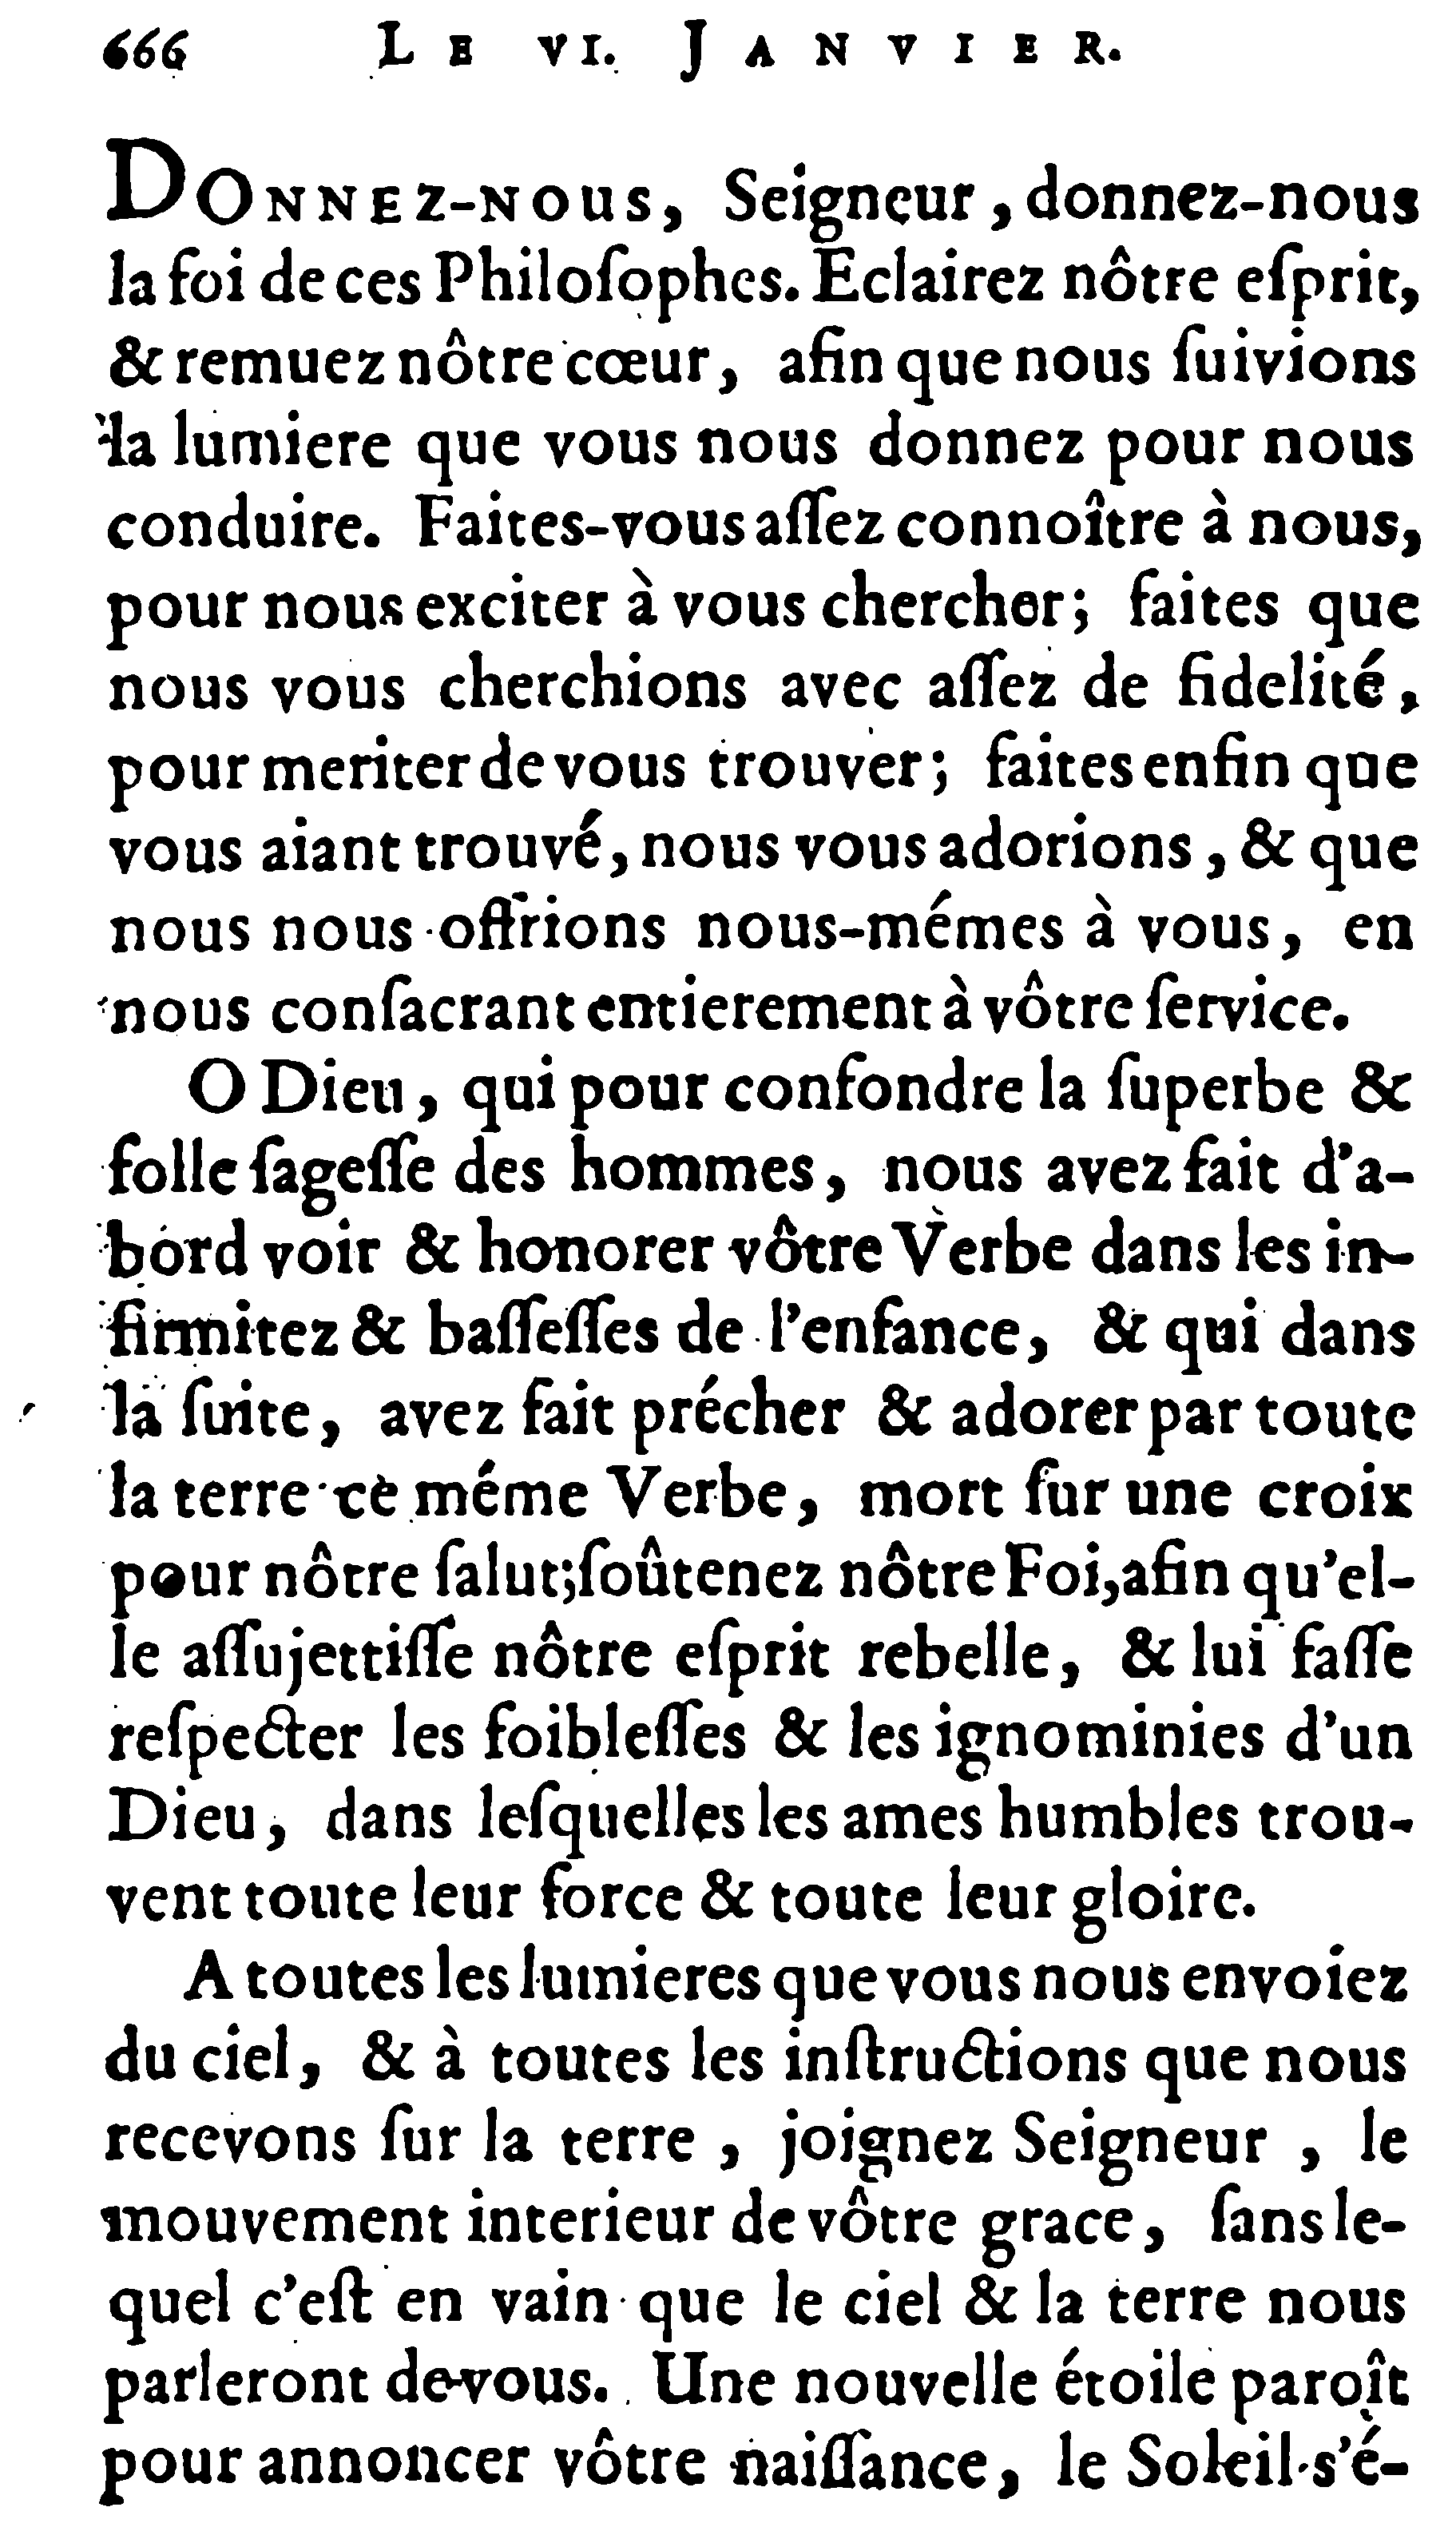 666 LE VI. JANVIER.
DONNEZ-NOUS, Seigneur, donnez-nous
la foi de ces Philoſophes. Eclairez nôtre eſprit,
& remuez nôtre cœur, afin que nous ſuivions
la lumiere que vous nous donnez pour nous
conduire. Faites-vous aſſez connoître à nous,
pour nous exciter à vous chercher; faites que
nous vous cherchions avec aſſez de fidelité,
pour meriter de vous trouver; faites enfin que
vous aiant trouvé, nous vous adorions, & que
nous nous offrions nous-mémes à vous, en
nous conſacrant entierement à vôtre ſervice.
O Dieu, qui pour confondre la ſuperbe &
folle ſageſſe des hommes, nous avez fait d'a-
bord voir & honorer vôtre Verbe dans les in-
firmitez & baſſeſſes de l'enfance, & qui dans
la ſuite, avez fait précher & adorer par toute
la terre ce méme Verbe, mort ſur une croix
pour nôtre ſalut; ſoûtenez nôtre Foi, afin qu'el-
le aſſujettiſſe nôtre eſprit rebelle, & lui faſſe
reſpecter les foibleſſes & les ignominies d'un
Dieu, dans leſquelles les ames humbles trou-
vent toute leur force & toute leur gloire.
A toutes les lumieres que vous nous envoiez
du ciel, & à toutes les inſtructions que nous
recevons ſur la terre, joignez Seigneur, le
mouvement interieur de vôtre grace, ſans le-
quel c'eſt en vain que le ciel & la terre nous
parleront de vous. Une nouvelle étoile paroît
pour annoncer vôtre naiſſance, le Soleil s'é-